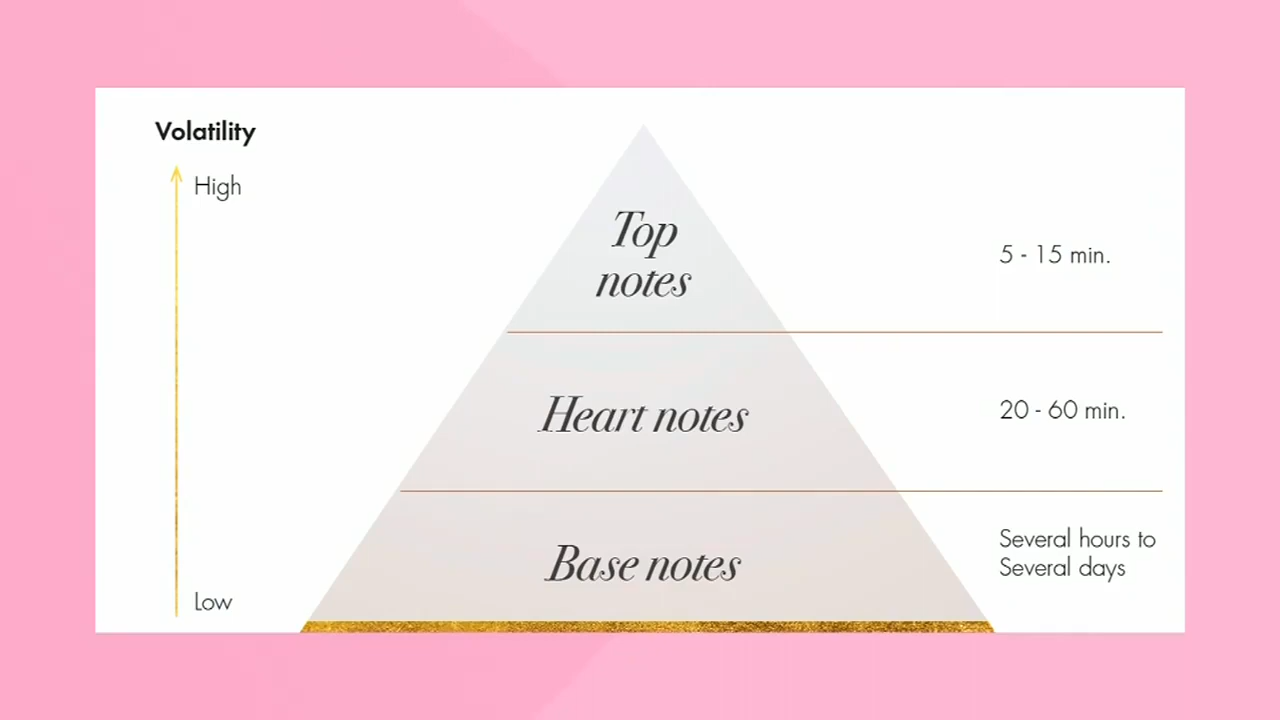 Volatility
High
Top
notes
5 - 15 min.
Heart notes
20 - 60 min.
Base notes
Several hours to
Several days
Low